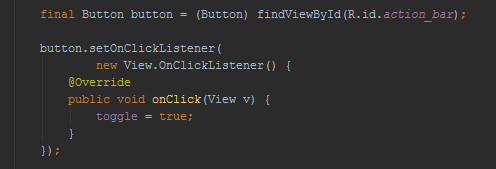 final Button button = (Button) findViewById(R.id.action_bar);
button.setOnClickListener(
new View.OnClickListener() {
@Override
public void onClick(View v) {
toggle = true;
}
});